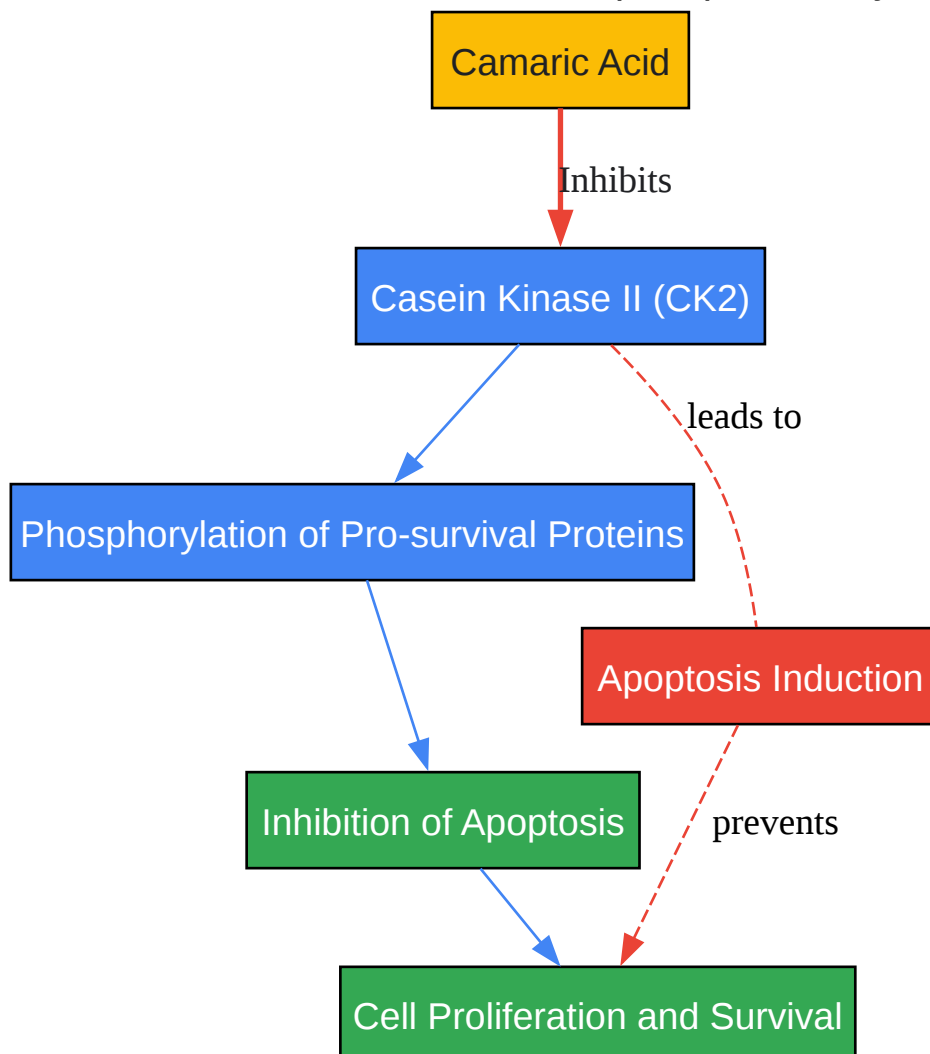 Camaric Acid
Inhibits
Casein Kinase II (CK2)
leads to
Phosphorylation of Pro-survival Proteins
Apoptosis Induction
Inhibition of Apoptosis
prevents
Cell Proliferation and Survival